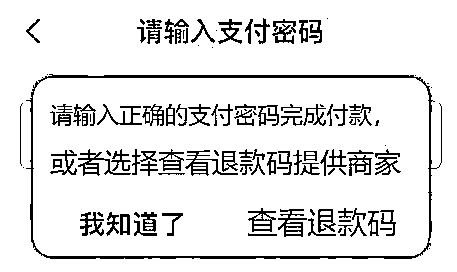 请输入支付密码
请输入正确的支付密码完成付款，
或者选择查看退款码提供商家
我知道了 查看退款码